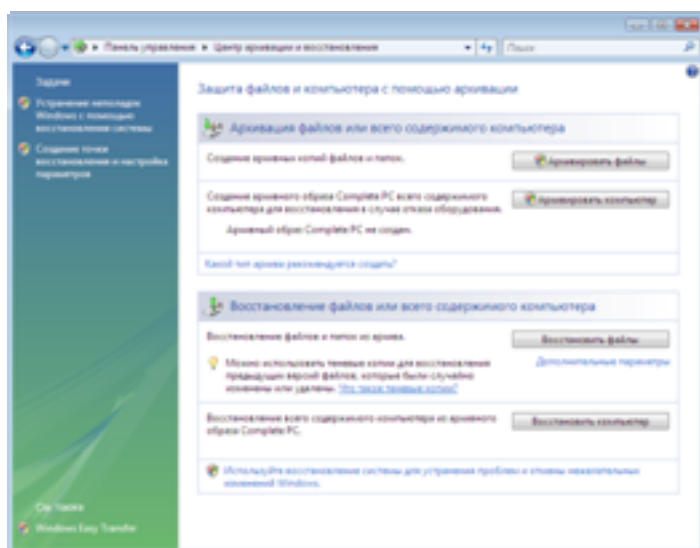 Панель управления ▸ Центр архивации и восстановления
Поиск
Задачи
Устранение неполадок
Windows с помощью
восстановления системы
Создание точки
восстановления и настройка
параметров
Защита файлов и компьютера с помощью архивации
Архивация файлов или всего содержимого компьютера
Создание архивных копий файлов и папок.
Архивировать файлы
Создание архивного образа Complete PC всего содержимого
компьютера для восстановления в случае отказа оборудования.
Архивировать компьютер
Архивный образ Complete PC не создан.
Какой тип архива рекомендуется создать?
Восстановление файлов или всего содержимого компьютера
Восстановление файлов и папок из архива.
Восстановить файлы
Можно использовать теневые копии для восстановления
предыдущих версий файлов, которые были случайно
изменены или удалены. Что такое теневые копии?
Дополнительные параметры
Восстановление всего содержимого компьютера из архивного
образа Complete PC.
Восстановить компьютер
Используйте восстановление системы для устранения проблем и отмены нежелательных
изменений Windows.
См. также
Windows Easy Transfer